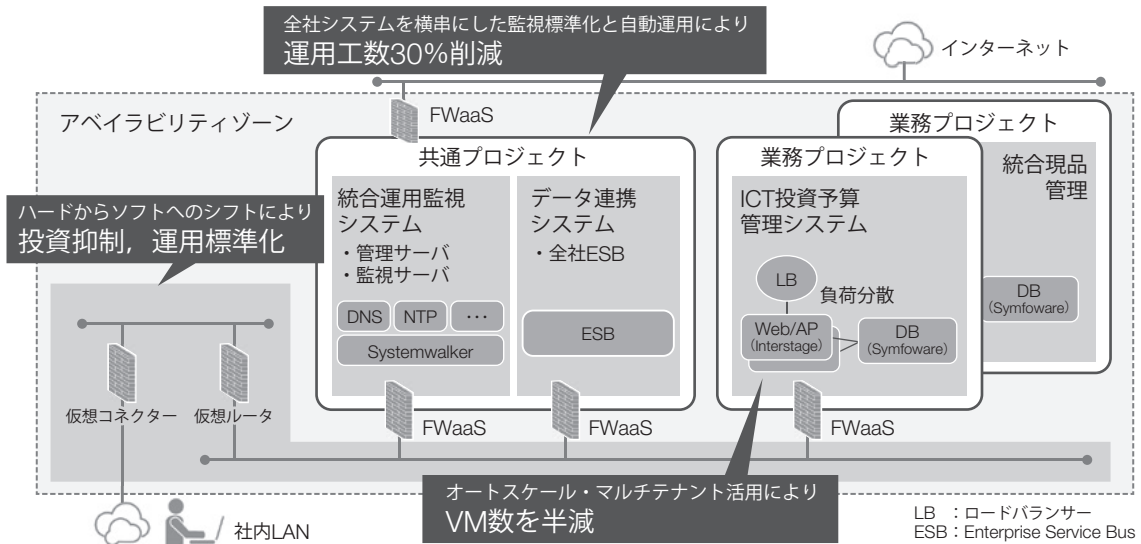 全社システムを横串にした監視標準化と自動運用により
運用工数30%削減
インターネット
アベイラビリティゾーン
FWaaS
業務プロジェクト
統合現品
管理
DB
(Symfoware)
共通プロジェクト
統合運用監視
システム
・管理サーバ
・監視サーバ
DNS
NTP
・・・
Systemwalker
データ連携
システム
・全社ESB
ESB
業務プロジェクト
ICT投資予算
管理システム
LB
負荷分散
Web/AP
(Interstage)
DB
(Symfoware)
ハードからソフトへのシフトにより
投資抑制，運用標準化
仮想コネクター
仮想ルータ
FWaaS
FWaaS
FWaaS
オートスケール・マルチテナント活用により
VM数を半減
社内LAN
LB ：ロードバランサー
ESB：Enterprise Service Bus